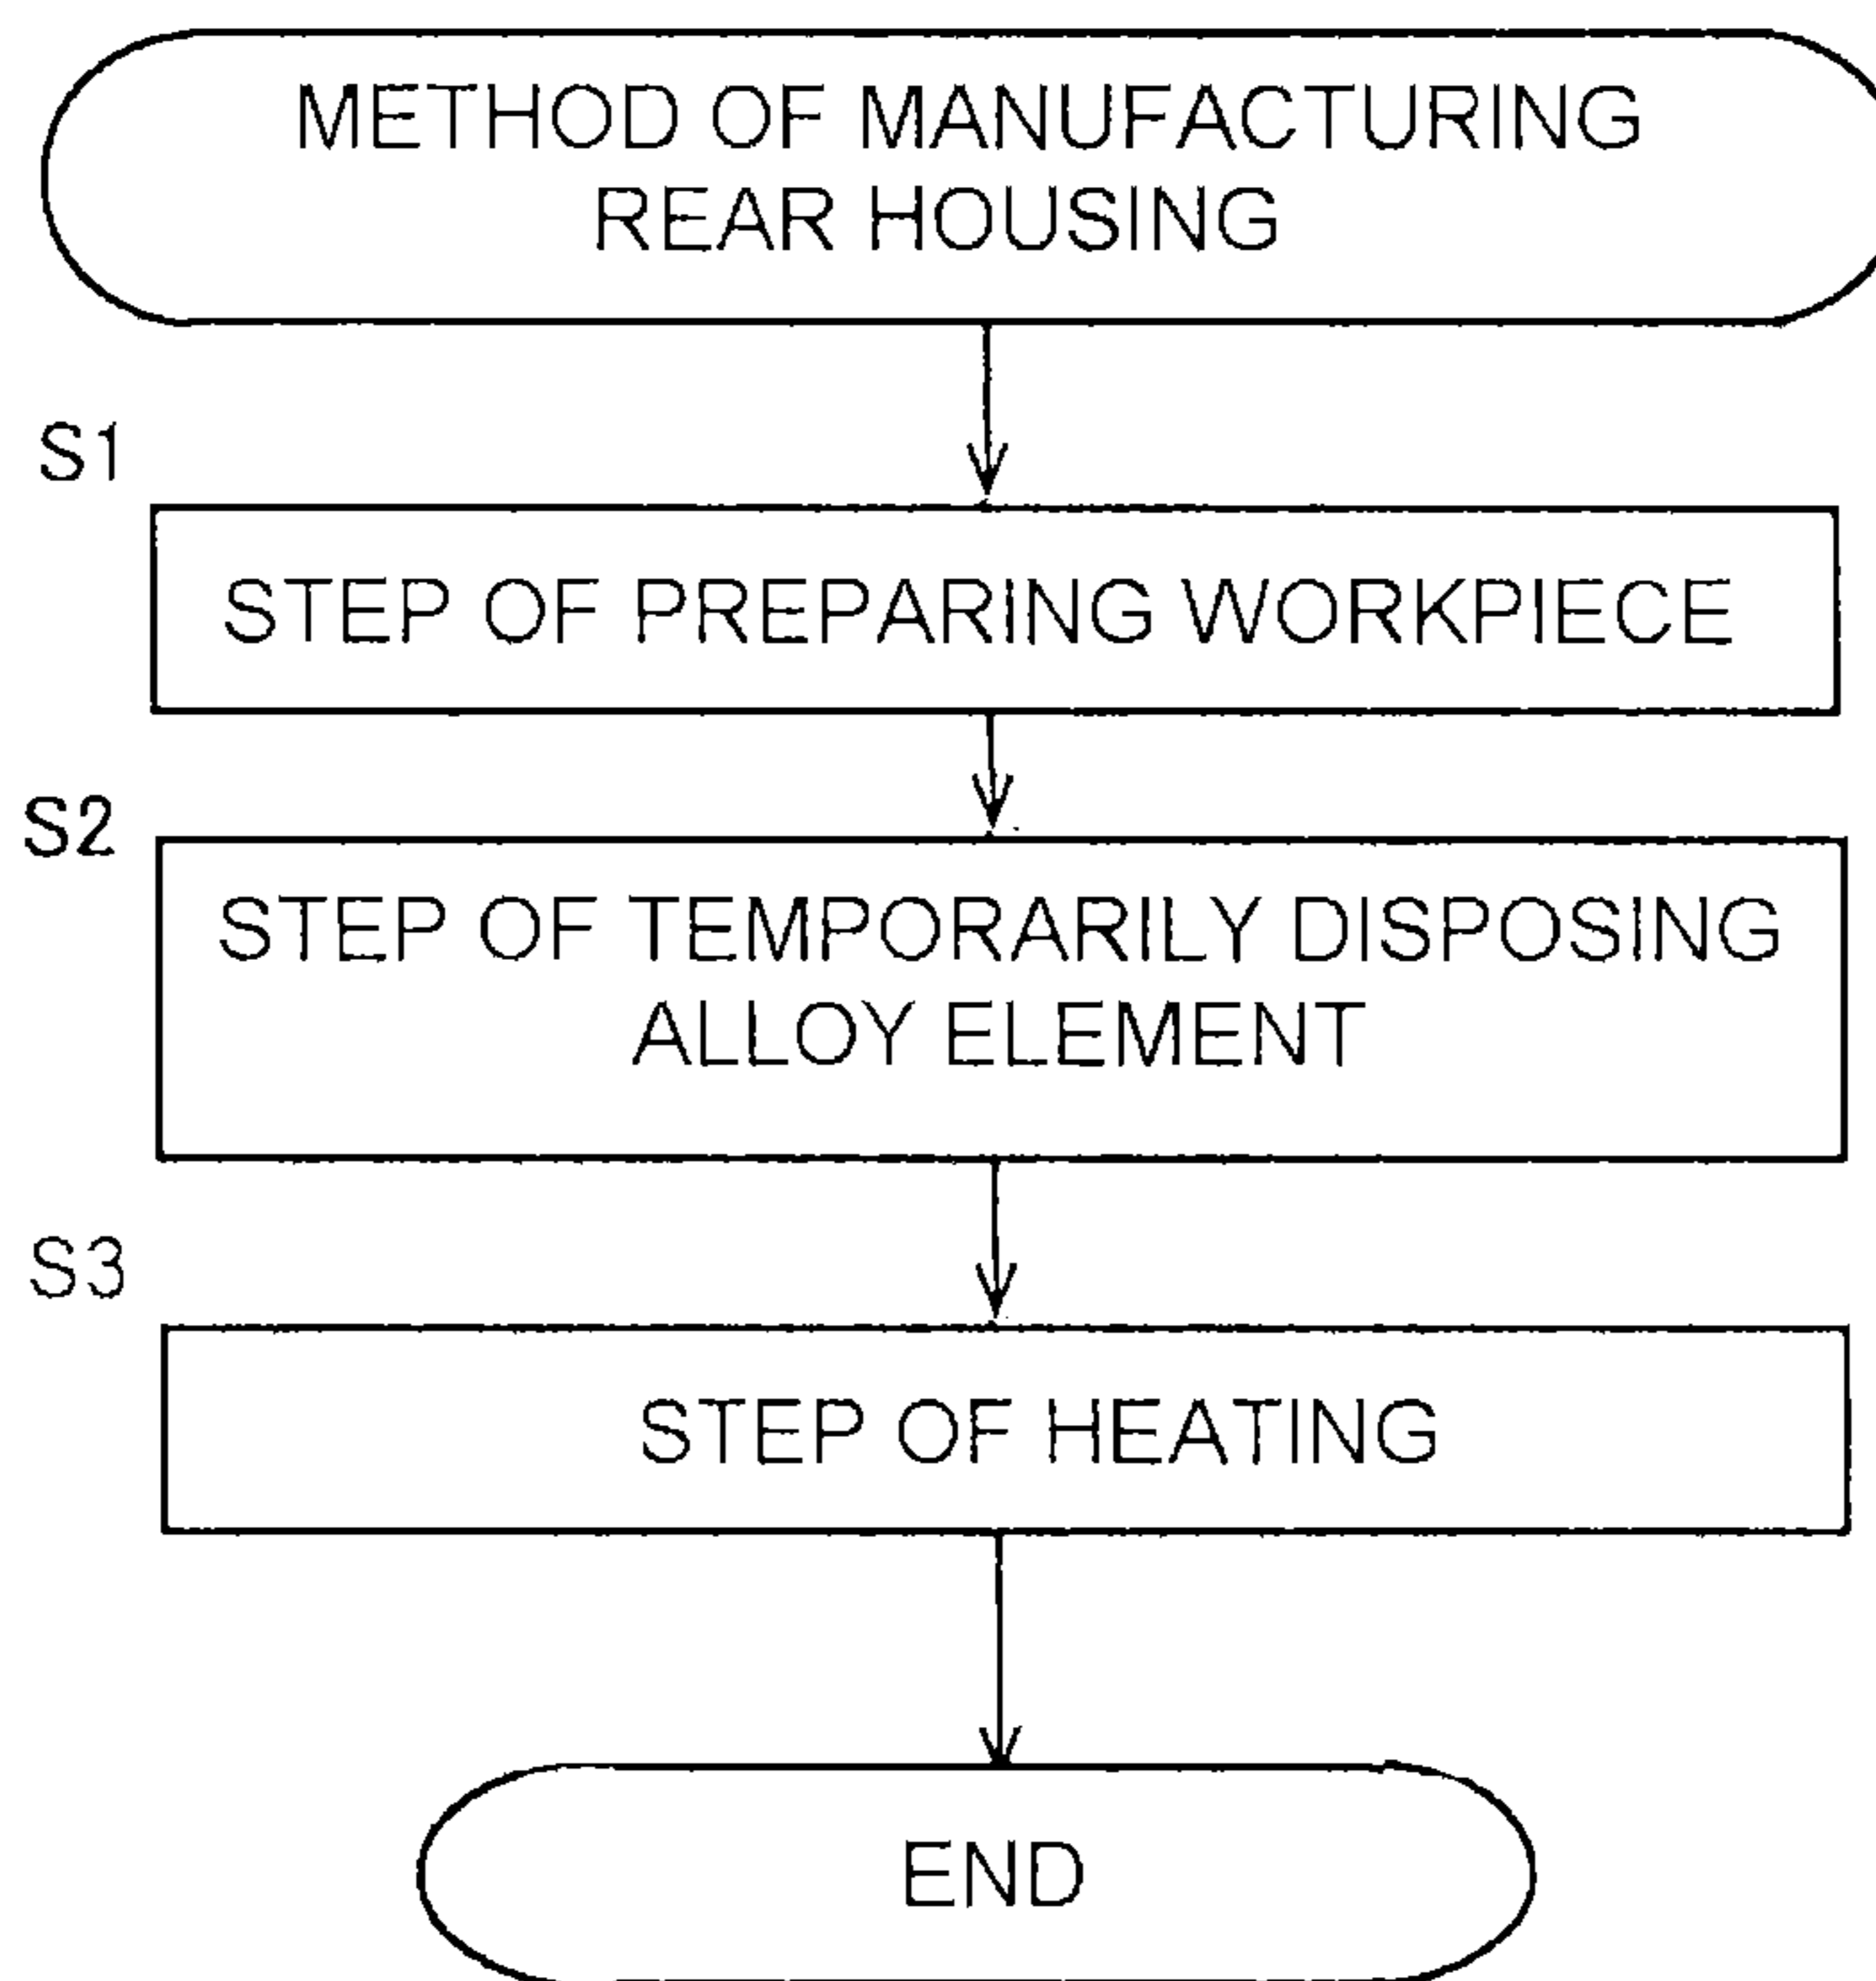 METHOD OF MANUFACTURING
REAR HOUSING
S1
STEP OF PREPARING WORKPIECE
S2
STEP OF TEMPORARILY DISPOSING
ALLOY ELEMENT
S3
STEP OF HEATING
END